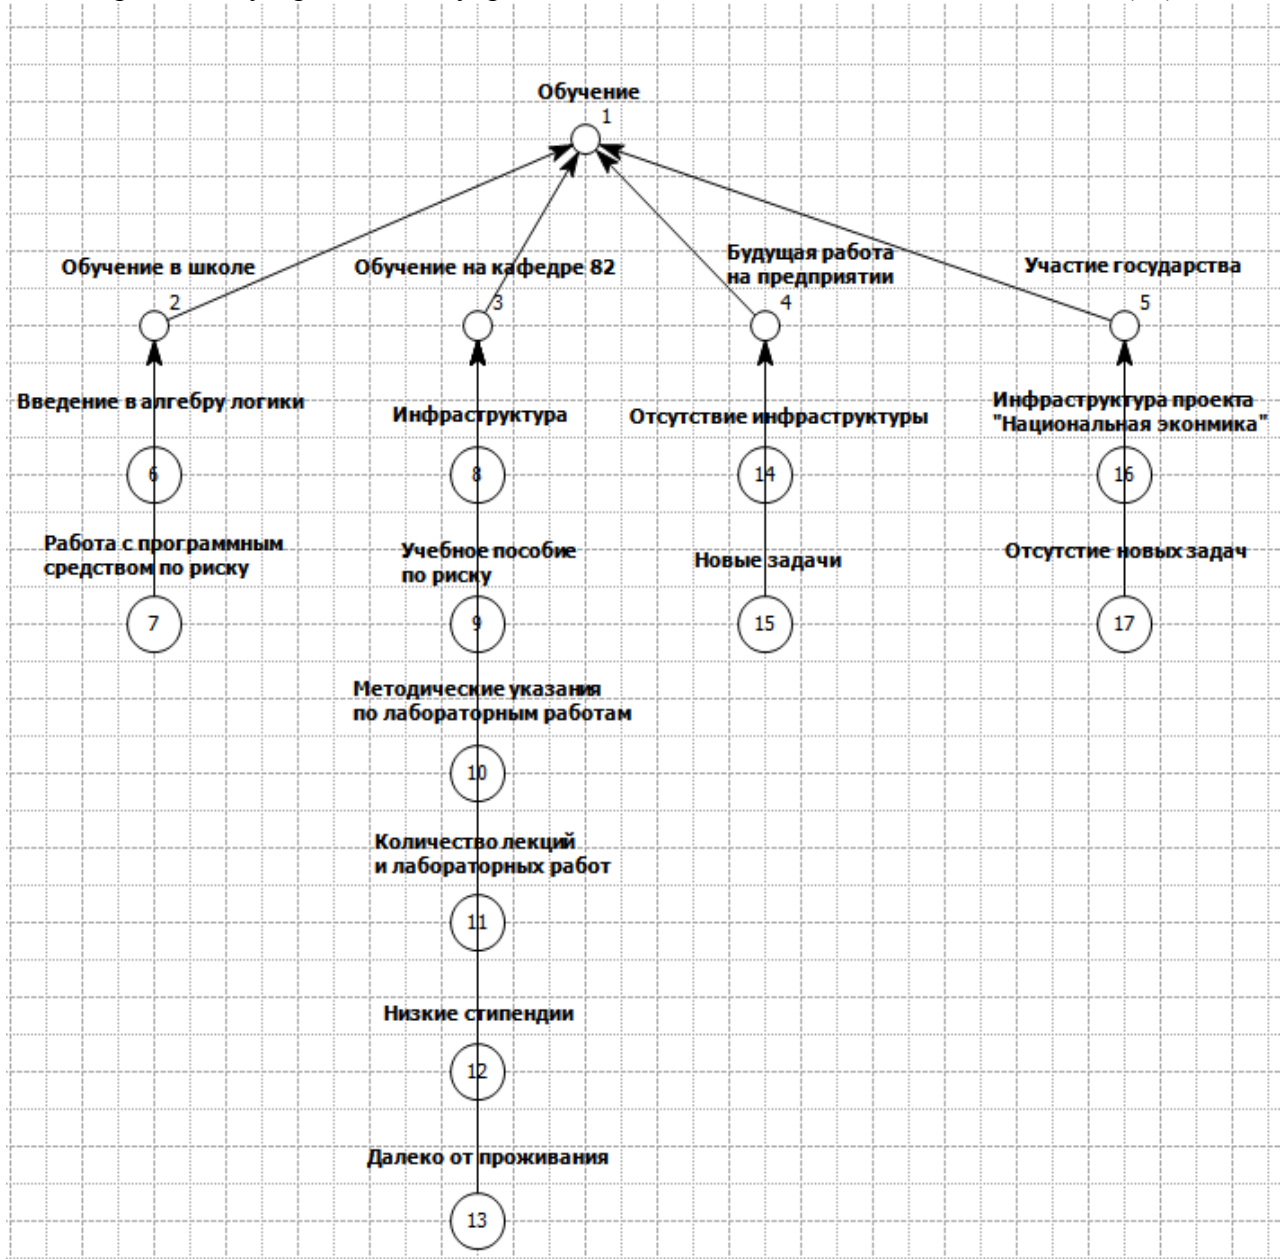 Обучение
1
Обучение в школе
2
Обучение на кафедре 82
3
Будущая работа
на предприятии
4
Участие государства
5
Введение в алгебру логики
6
Инфраструктура
8
Отсутствие инфраструктуры
14
Инфраструктура проекта
"Национальная эконмика"
16
Работа с программным
средством по риску
7
Учебное пособие
по риску
9
Новые задачи
15
Отсутстие новых задач
17
Методические указания
по лабораторным работам
10
Количество лекций
и лабораторных работ
11
Низкие стипендии
12
Далеко от проживания
13